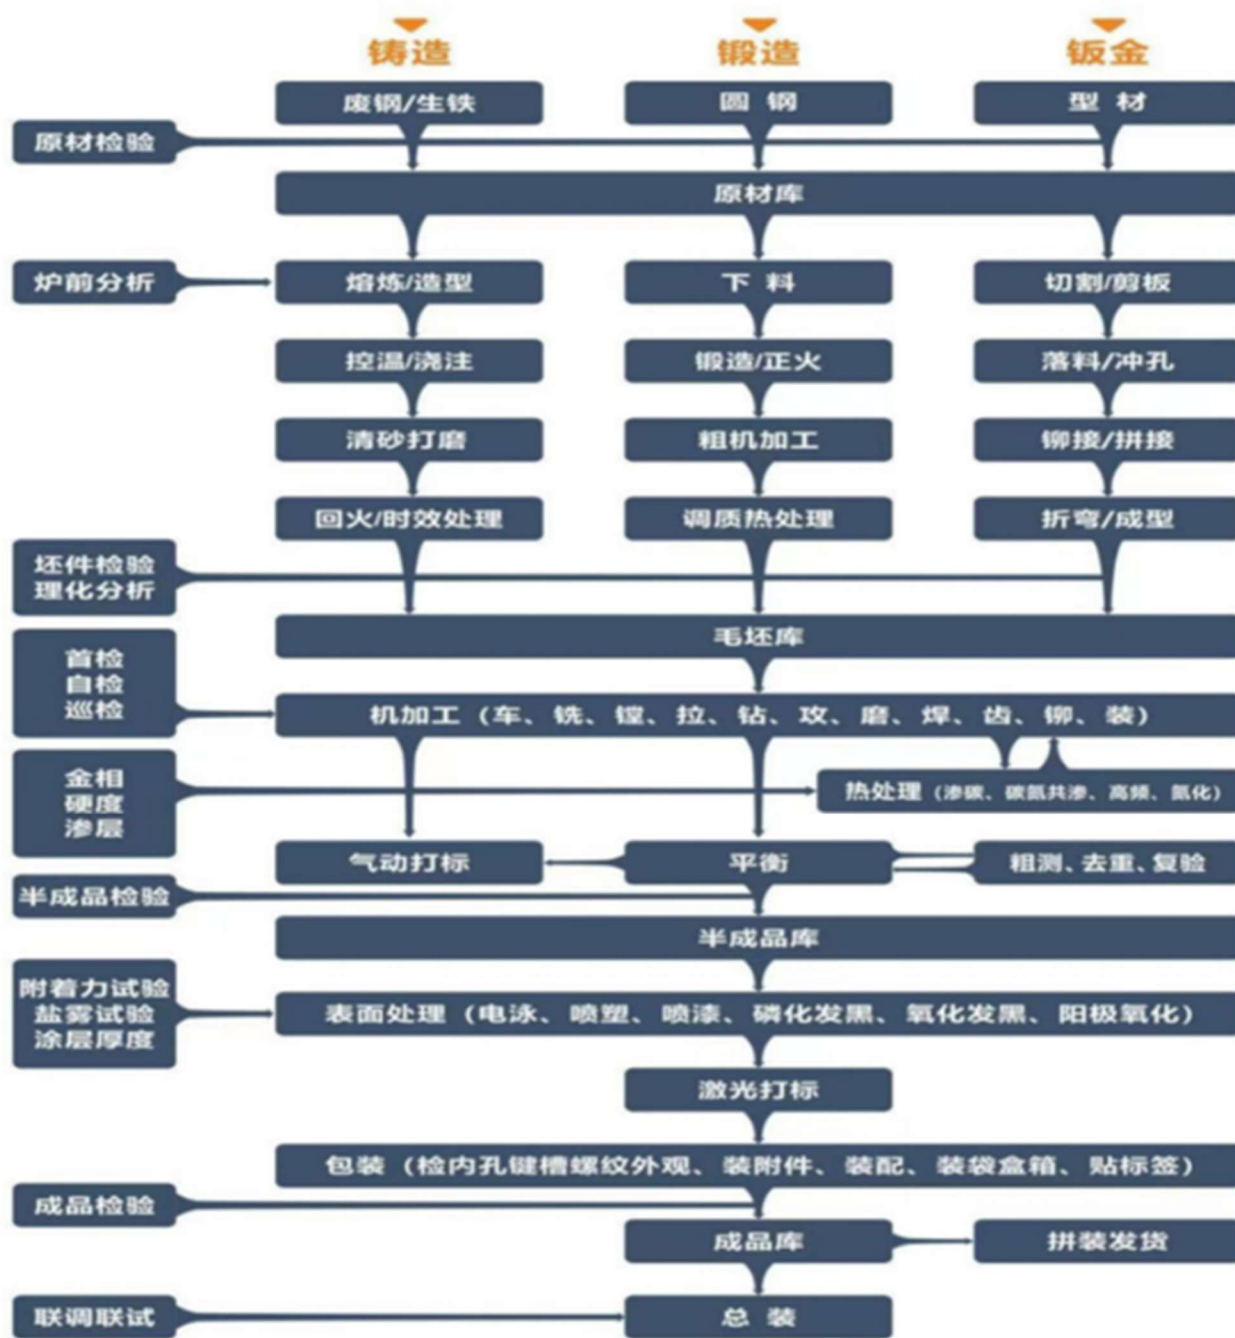 铸造
锻造
钣金
废钢/生铁
圆 钢
型 材
原材检验
原材库
炉前分析
熔炼/造型
下 料
切割/剪板
控温/浇注
锻造/正火
落料/冲孔
清砂打磨
粗机加工
铆接/拼接
回火/时效处理
调质热处理
折弯/成型
坯件检验
理化分析
毛坯库
首检
自检
巡检
机加工（车、铣、镗、拉、钻、攻、磨、焊、齿、铆、装）
金相
硬度
渗层
热处理（渗碳、碳氮共渗、高频、氮化）
气动打标
平衡
粗测、去重、复验
半成品检验
半成品库
附着力试验
盐雾试验
涂层厚度
表面处理（电泳、喷塑、喷漆、磷化发黑、氧化发黑、阳极氧化）
激光打标
包装（检内孔键槽螺纹外观、装附件、装配、装袋盒箱、贴标签）
成品检验
成品库
拼装发货
联调联试
总 装